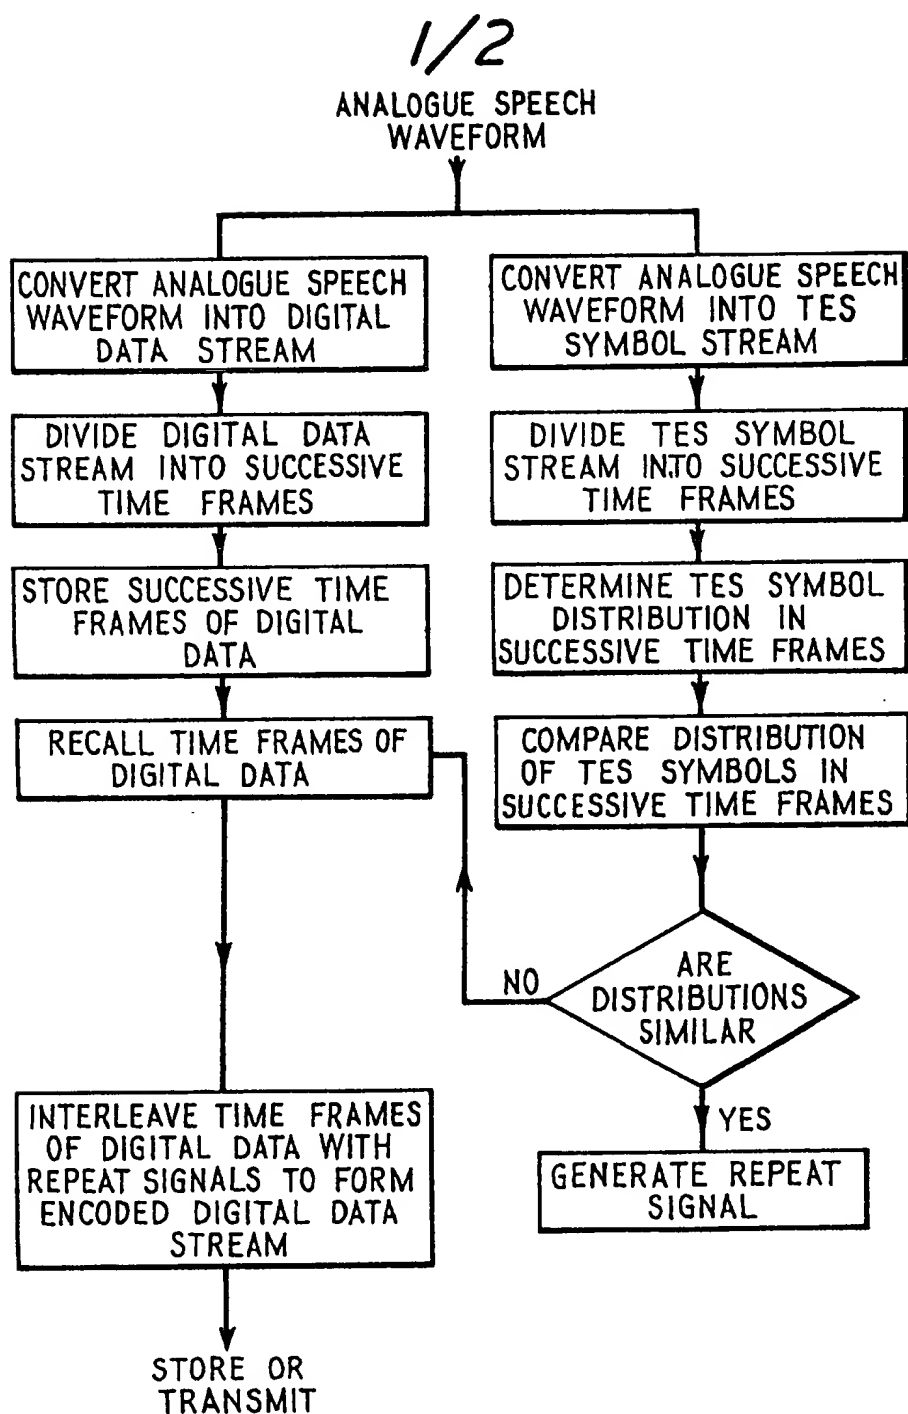 1/2
ANALOGUE SPEECH
WAVEFORM
CONVERT ANALOGUE SPEECH
WAVEFORM INTO DIGITAL
DATA STREAM
DIVIDE DIGITAL DATA
STREAM INTO SUCCESSIVE
TIME FRAMES
STORE SUCCESSIVE TIME
FRAMES OF DIGITAL
DATA
RECALL TIME FRAMES OF
DIGITAL DATA
INTERLEAVE TIME FRAMES
OF DIGITAL DATA WITH
REPEAT SIGNALS TO FORM
ENCODED DIGITAL DATA
STREAM
STORE OR
TRANSMIT
CONVERT ANALOGUE SPEECH
WAVEFORM INTO TES
SYMBOL STREAM
DIVIDE TES SYMBOL
STREAM INTO SUCCESSIVE
TIME FRAMES
DETERMINE TES SYMBOL
DISTRIBUTION IN
SUCCESSIVE TIME FRAMES
COMPARE DISTRIBUTION
OF TES SYMBOLS IN
SUCCESSIVE TIME FRAMES
ARE
DISTRIBUTIONS
SIMILAR
NO
YES
GENERATE REPEAT
SIGNAL